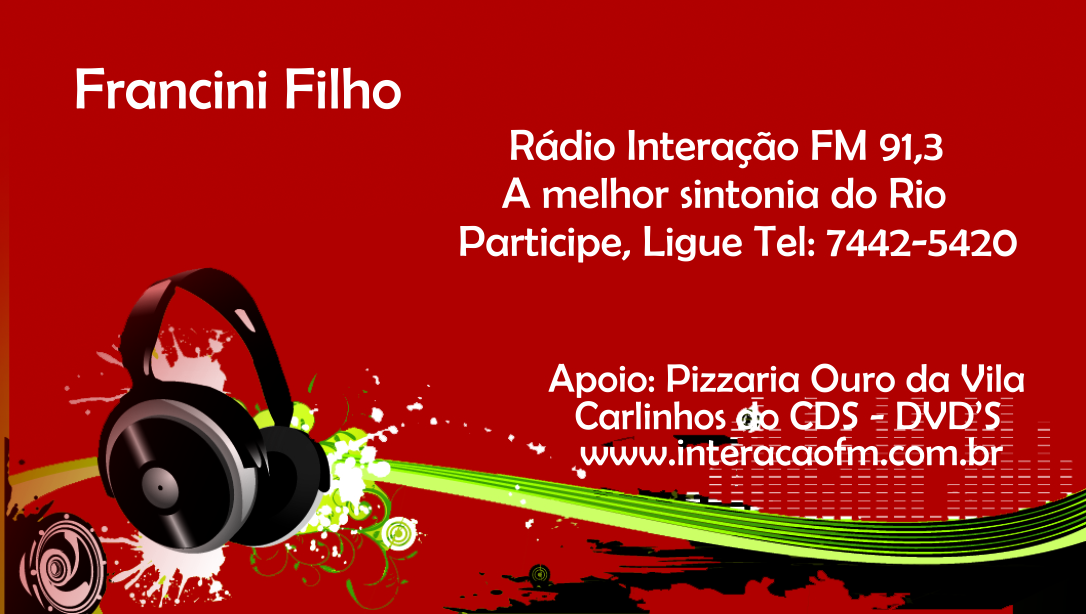 Francini Filho
Rádio Interação FM 91,3
A melhor sintonia do Rio
Participe, Ligue Tel: 7442-5420
Apoio: Pizzaria Ouro da Vila
Carlinhos do CDS - DVD'S
www.interacaofm.com.br